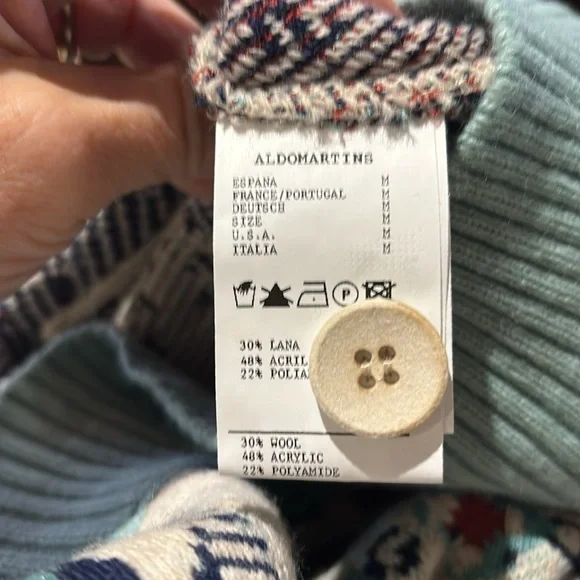 ALDOMARTINS
ESPANA M
FRANCE/PORTUGAL M
DEUTSCH M
SIZE M
U.S.A. M
ITALIA M
P
30% LANA
48% ACRIL
22% POLIA
30% WOOL
48% ACRYLIC
22% POLYAMIDE